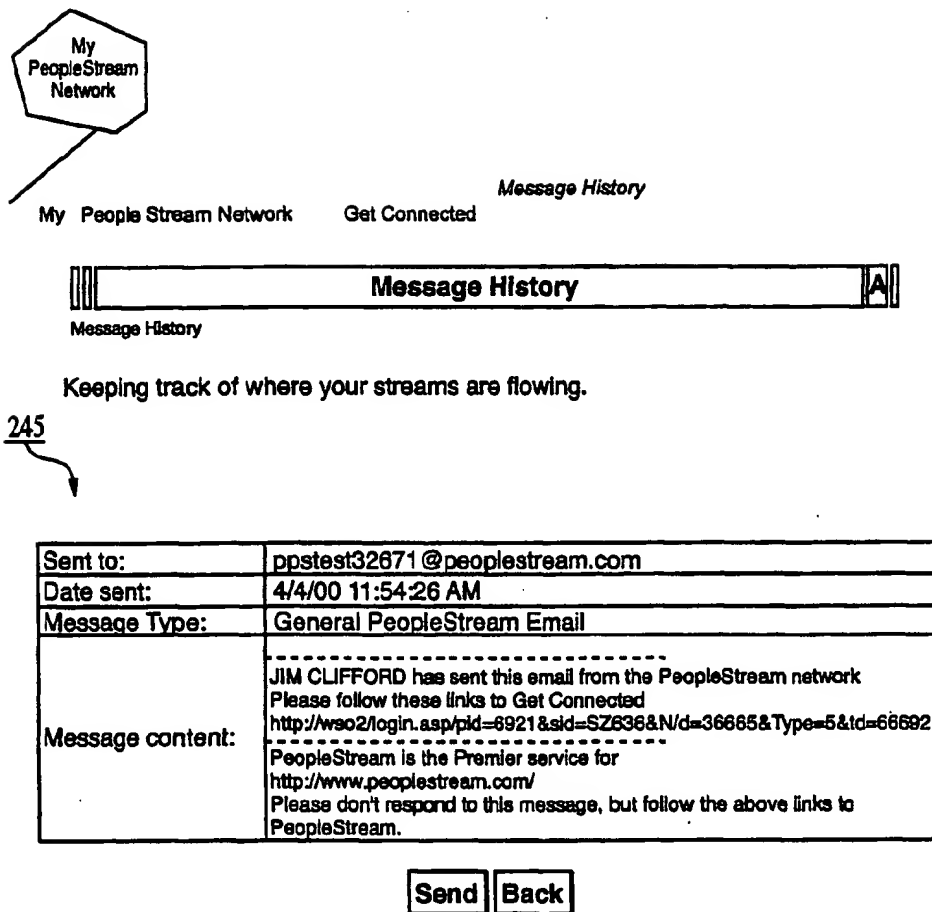 My
PeopleStream
Network
Message History
My People Stream Network Get Connected
Message History
A
Message History
Keeping track of where your streams are flowing.
245
Sent to: ppstest32671@peoplestream.com
Date sent: 4/4/00 11:54:26 AM
Message Type: General PeopleStream Email
Message content:
JIM CLIFFORD has sent this email from the PeopleStream network
Please follow these links to Get Connected
http://wso2/login.asp/pid=6921&sid=SZ636&N/d=36665&Type=5&td=66692
PeopleStream is the Premier service for
http://www.peoplestream.com/
Please don't respond to this message, but follow the above links to
PeopleStream.
Send Back